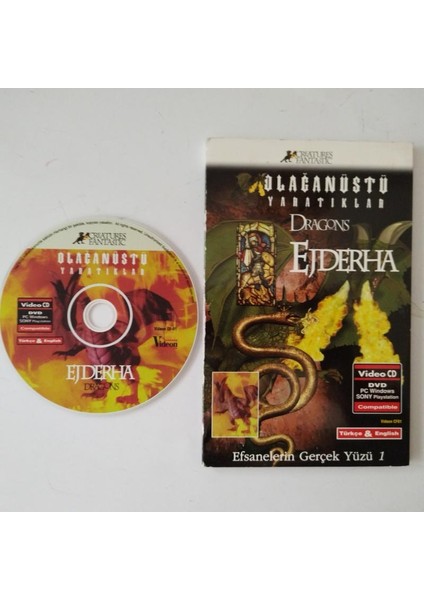 CREATURES
FANTASTIC
OLAĞANÜSTÜ
YARATIKLAR
Video CD
DVD
PC Windows
SONY Playstation
Compatible
Türkçe & English
Videon
EJDERHA
DRAGONS
CREATURES
FANTASTIC
OLAĞANÜSTÜ
YARATIKLAR
DRAGONS
EJDERHA
Video CD
DVD
PC Windows
SONY Playstation
Compatible
Türkçe & English
Efsanelerin Gerçek Yüzü 1